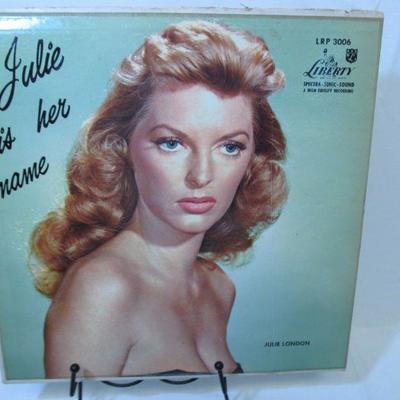 Julie
is her
name
LRP 3006
LIBERTY
SPECTRA-SONIC-SOUND
A HIGH FIDELITY RECORDING
JULIE LONDON